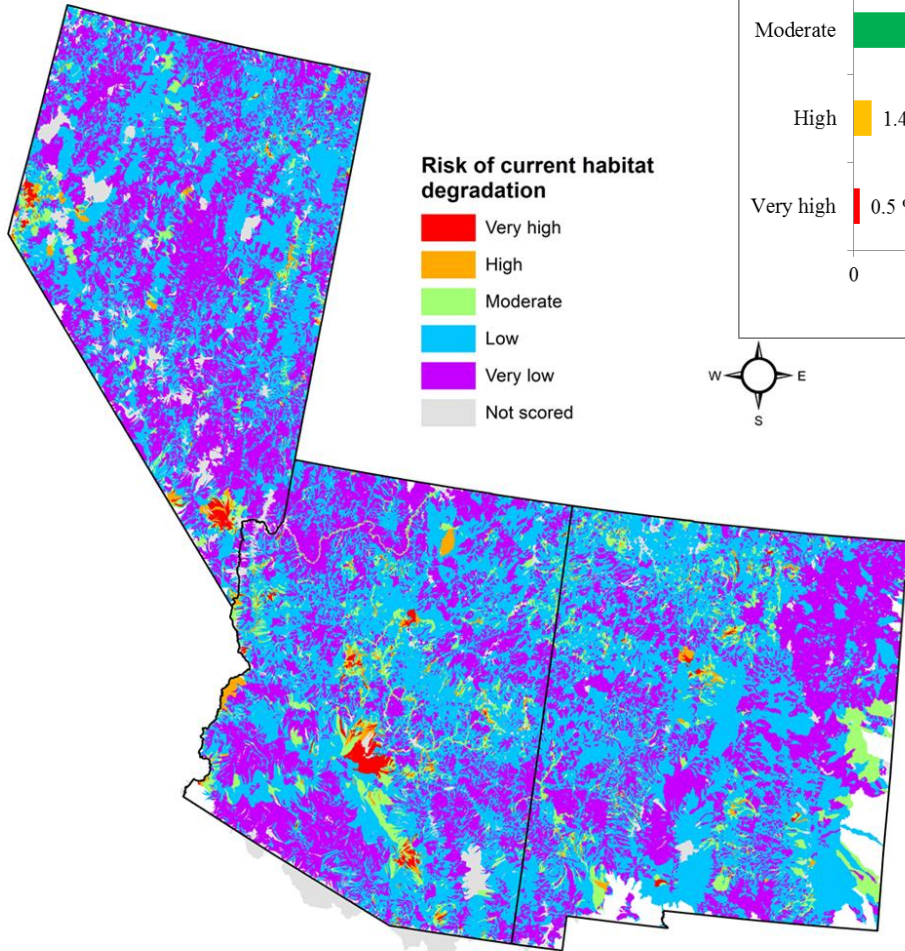 Moderate
High
1.4
Very high
0.5 %
0
Risk of current habitat
degradation
Very high
High
Moderate
Low
Very low
Not scored
W
E
S